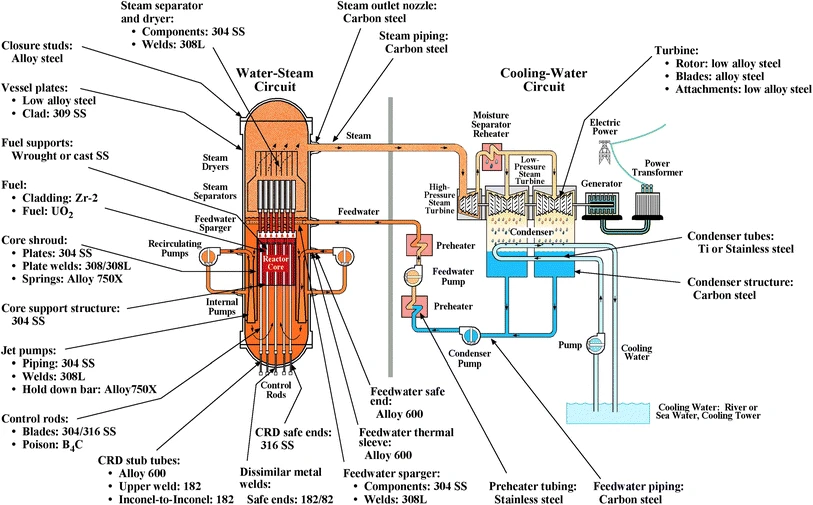 Steam separator
and dryer:
• Components: 304 SS
• Welds: 308L
Steam outlet nozzle:
Carbon steel
Steam piping:
Carbon steel
Closure studs:
Alloy steel
Vessel plates:
• Low alloy steel
• Clad: 309 SS
Fuel supports:
Wrought or cast SS
Fuel:
• Cladding: Zr-2
• Fuel: UO2
Core shroud:
• Plates: 304 SS
• Plate welds: 308/308L
• Springs: Alloy 750X
Core support structure:
304 SS
Jet pumps:
• Piping: 304 SS
• Welds: 308L
• Hold down bar: Alloy750X
Control rods:
• Blades: 304/316 SS
• Poison: B4C
Water-Steam
Circuit
Cooling-Water
Circuit
Turbine:
• Rotor: low alloy steel
• Blades: alloy steel
• Attachments: low alloy steel
Steam
Moisture
Separator
Reheater
Electric
Power
Steam
Dryers
Low-
Pressure
Steam
Turbine
Power
Transformer
High-
Pressure
Steam
Turbine
Generator
Steam
Separators
Feedwater
Sparger
Feedwater
Condenser
Condenser tubes:
Ti or Stainless steel
Recirculating
Pumps
Preheater
Reactor
Core
Feedwater
Pump
Condenser structure:
Carbon steel
Internal
Pumps
Preheater
Condenser
Pump
Pump
Cooling
Water
Control
Rods
Feedwater safe
end:
Alloy 600
Cooling Water: River or
Sea Water, Cooling Tower
CRD safe ends:
316 SS
Feedwater thermal
sleeve:
Alloy 600
CRD stub tubes:
• Alloy 600
• Upper weld: 182
• Inconel-to-Inconel: 182
Dissimilar metal
welds:
Safe ends: 182/82
Feedwater sparger:
• Components: 304 SS
• Welds: 308L
Preheater tubing:
Stainless steel
Feedwater piping:
Carbon steel